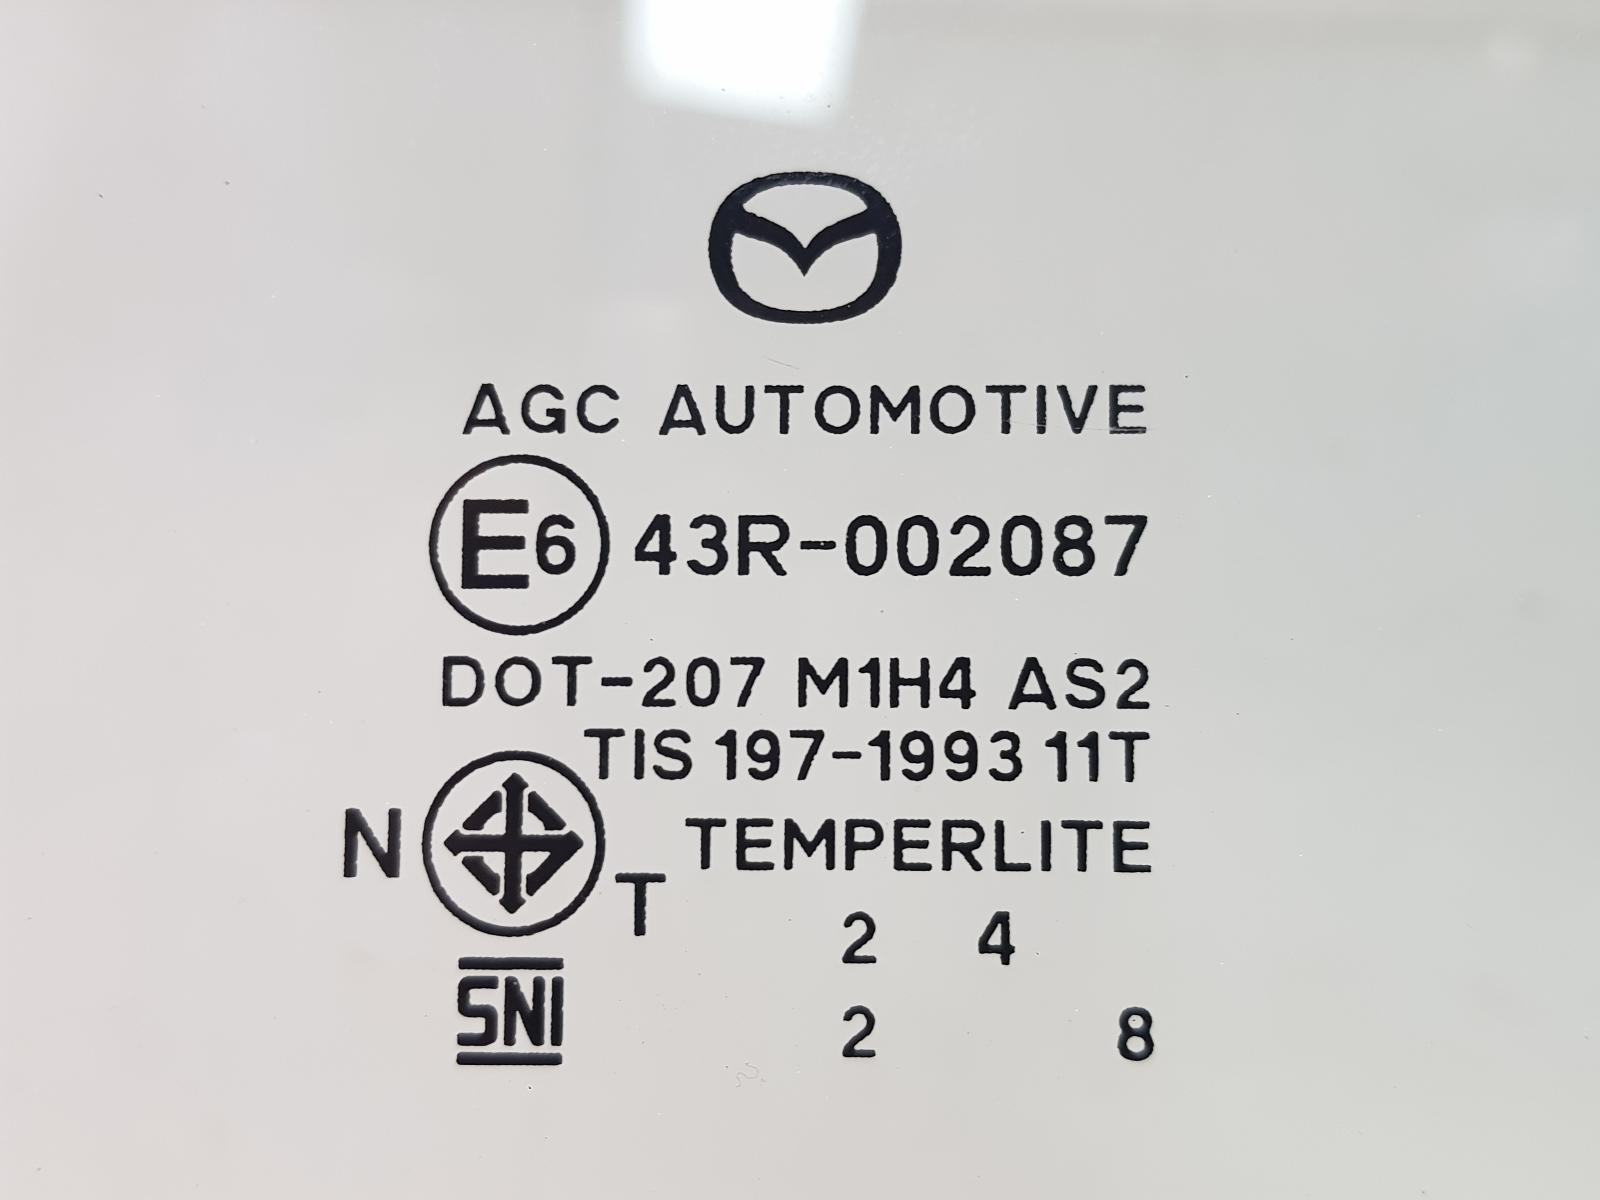 AGC AUTOMOTIVE
E6 43R-002087
DOT-207 M1H4 AS2
TIS 197-1993 11T
N T TEMPERLITE
2 4
SNI
2 8